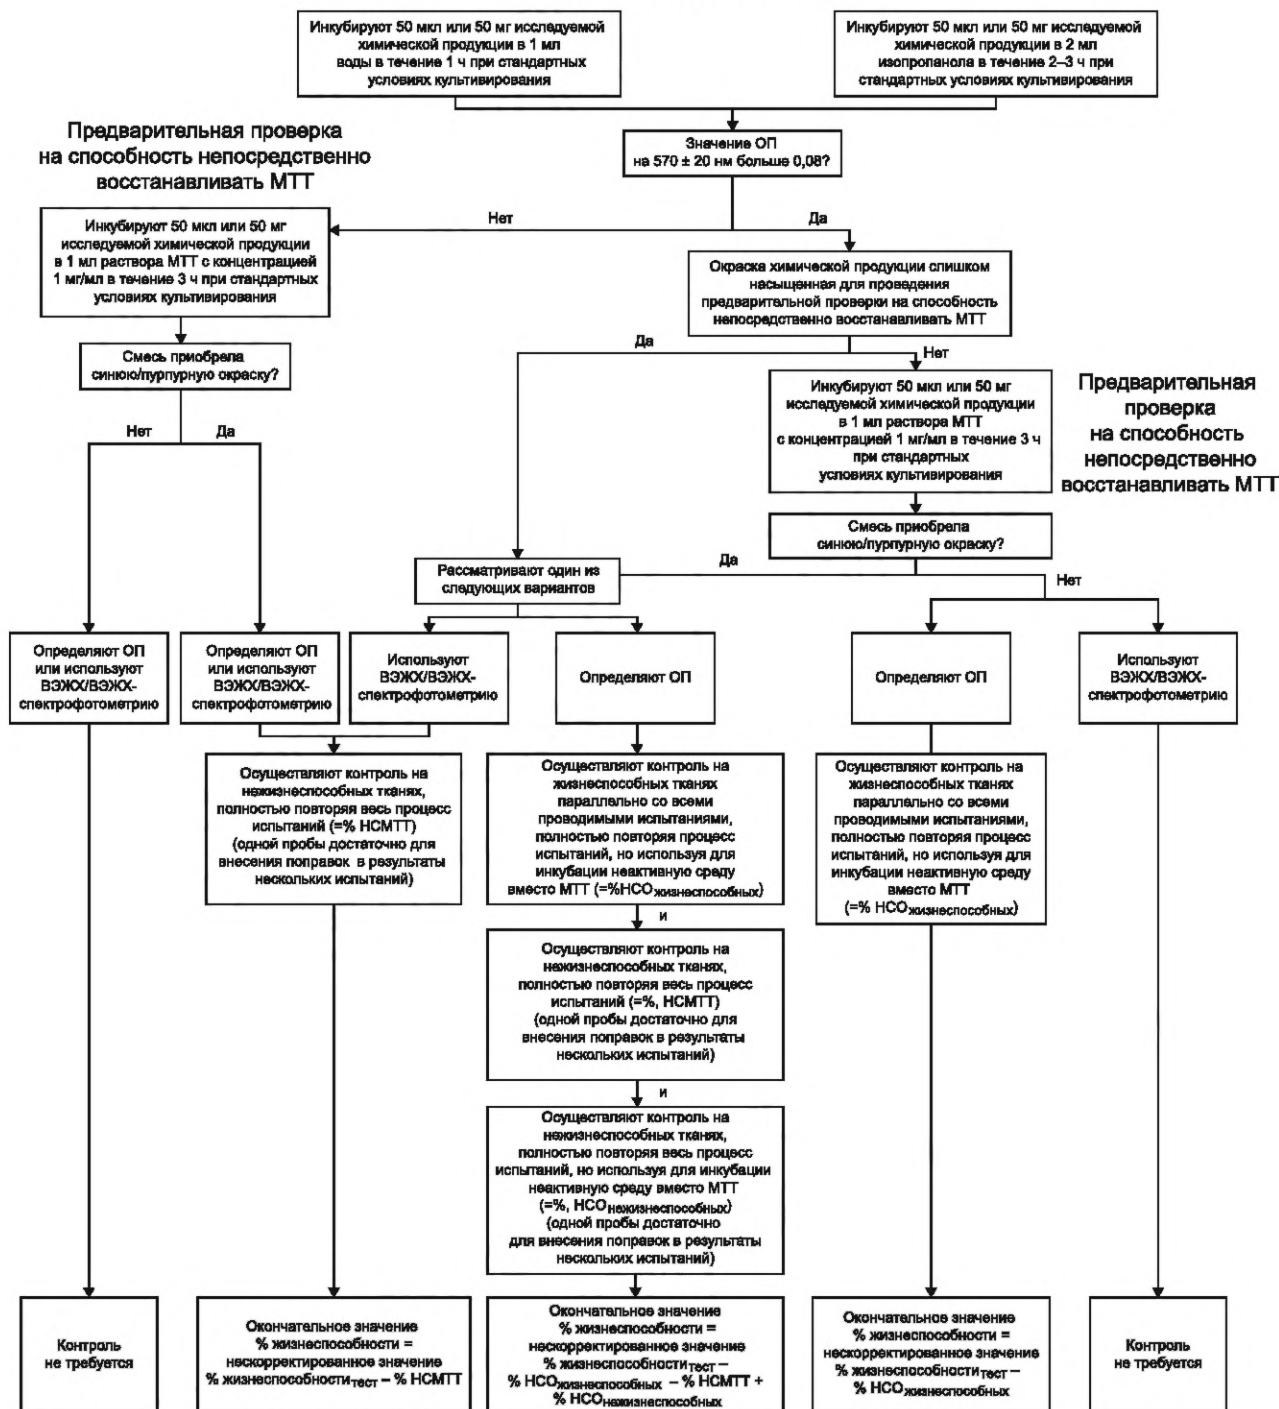 Инкубируют 50 мкл или 50 мг исследуемой
химической продукции в 1 мл
воды в течение 1 ч при стандартных
условиях культивирования
Инкубируют 50 мкл или 50 мг исследуемой
химической продукции в 2 мл
изопропанола в течение 2–3 ч при
стандартных условиях культивирования
Значение ОП
на 570 ± 20 нм больше 0,08?
Предварительная проверка
на способность непосредственно
восстанавливать МТТ
Нет
Да
Инкубируют 50 мкл или 50 мг
исследуемой химической продукции
в 1 мл раствора МТТ с концентрацией
1 мг/мл в течение 3 ч при стандартных
условиях культивирования
Окраска химической продукции слишком
насыщенная для проведения
предварительной проверки на способность
непосредственно восстанавливать МТТ
Да
Нет
Смесь приобрела
синюю/пурпурную окраску?
Инкубируют 50 мкл или 50 мг
исследуемой химической продукции
в 1 мл раствора МТТ
с концентрацией 1 мг/мл в течение 3 ч
при стандартных
условиях культивирования
Предварительная
проверка
на способность
непосредственно
восстанавливать МТТ
Нет
Да
Смесь приобрела
синюю/пурпурную окраску?
Рассматривают один из
следующих вариантов
Да
Нет
Определяют ОП
или используют
ВЭЖХ/ВЭЖХ-
спектрофотометрию
Определяют ОП
или используют
ВЭЖХ/ВЭЖХ-
спектрофотометрию
Используют
ВЭЖХ/ВЭЖХ-
спектрофотометрию
Определяют ОП
Определяют ОП
Используют
ВЭЖХ/ВЭЖХ-
спектрофотометрию
Осуществляют контроль на
нежизнеспособных тканях,
полностью повторяя весь процесс
испытаний (=% НСМТТ)
(одной пробы достаточно для
внесения поправок в результаты
нескольких испытаний)
Осуществляют контроль на
жизнеспособных тканях
параллельно со всеми
проводимыми испытаниями,
полностью повторяя процесс
испытаний, но используя для
инкубации неактивную среду
вместо МТТ (=%НСОжизнеспособных)
Осуществляют контроль на
жизнеспособных тканях
параллельно со всеми
проводимыми испытаниями,
полностью повторяя процесс
испытаний, но используя для
инкубации неактивную среду
вместо МТТ
(=% НСОжизнеспособных)
и
Осуществляют контроль на
нежизнеспособных тканях,
полностью повторяя весь процесс
испытаний (=%, НСМТТ)
(одной пробы достаточно для
внесения поправок в результаты
нескольких испытаний)
и
Осуществляют контроль на
нежизнеспособных тканях,
полностью повторяя весь процесс
испытаний, но используя для инкубации
неактивную среду вместо МТТ
(=%, НСОнежизнеспособных)
(одной пробы достаточно
для внесения поправок в результаты
нескольких испытаний)
Контроль
не требуется
Окончательное значение
% жизнеспособности =
нескорректированное значение
% жизнеспособноститест – % НСМТТ
Окончательное значение
% жизнеспособности =
нескорректированное значение
% жизнеспособноститест –
% НСОжизнеспособных – % НСМТТ +
% НСОнежизнеспособных
Окончательное значение
% жизнеспособности =
нескорректированное значение
% жизнеспособноститест –
% НСОжизнеспособных
Контроль
не требуется